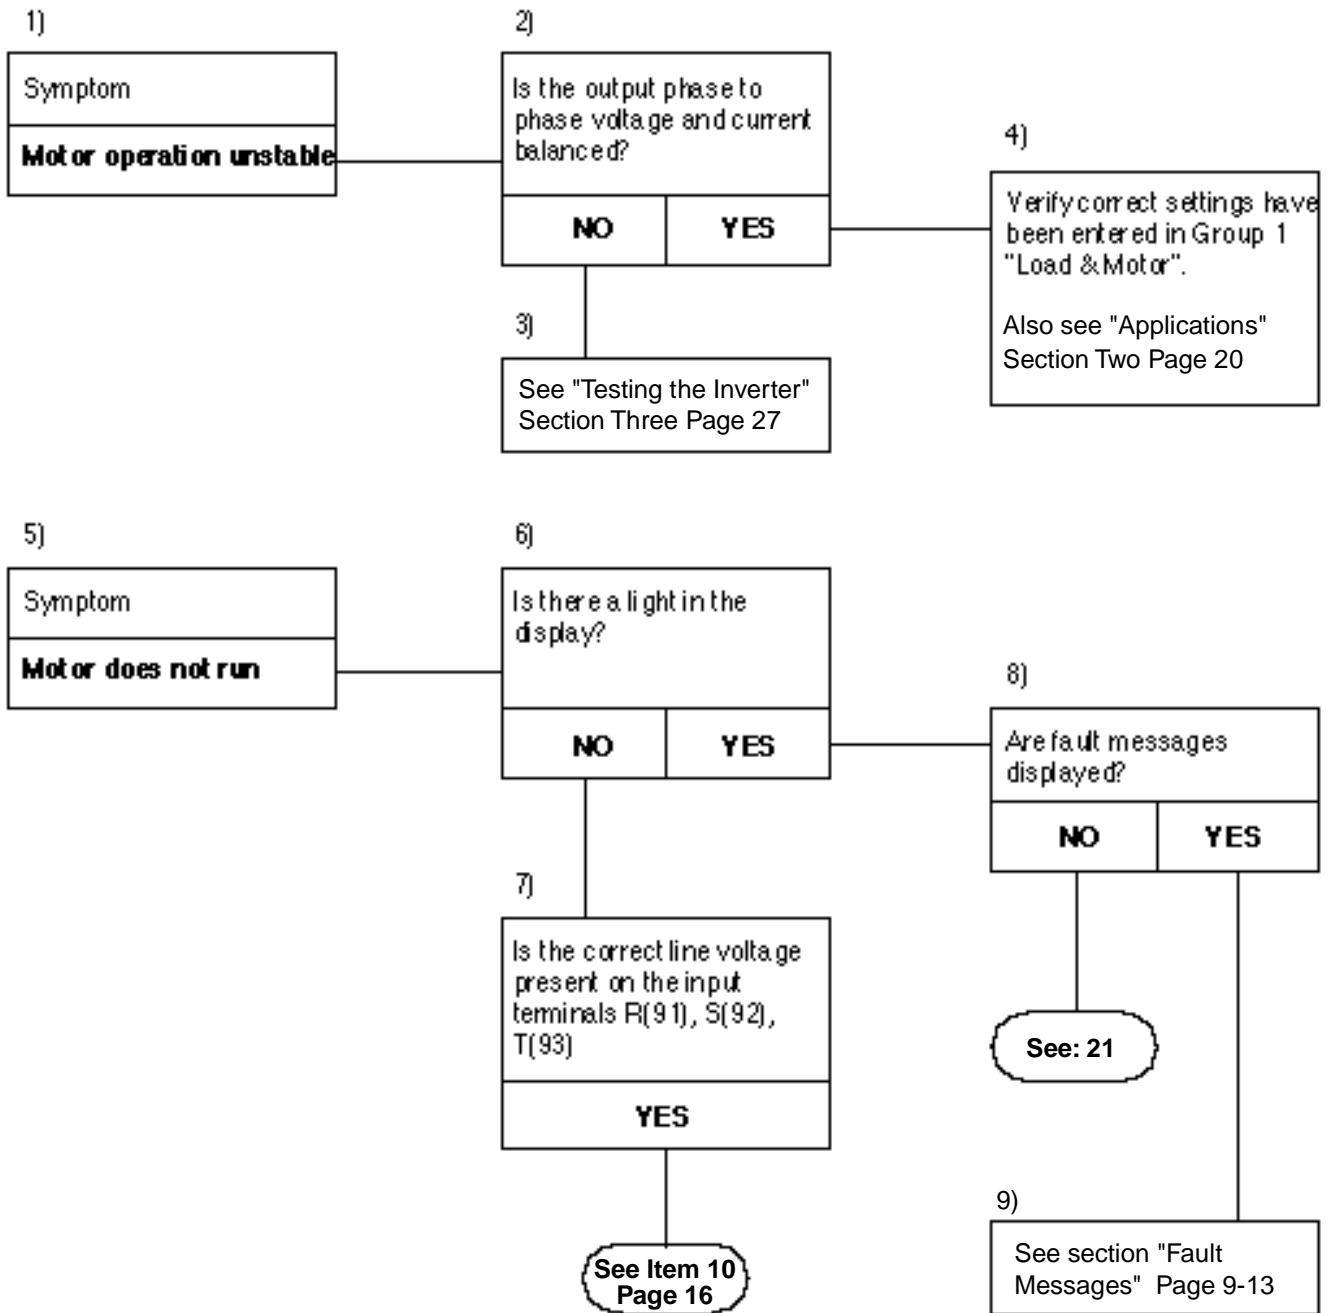 1)
Symptom
Motor operation unstable
2)
Is the output phase to
phase voltage and current
balanced?
NO
YES
3)
See "Testing the Inverter"
Section Three Page 27
4)
Verify correct settings have
been entered in Group 1
"Load & Motor".
Also see "Applications"
Section Two Page 20
5)
Symptom
Motor does not run
6)
Is there a light in the
display?
NO
YES
7)
Is the correct line voltage
present on the input
terminals R(91), S(92),
T(93)
YES
See Item 10
Page 16
8)
Are fault messages
displayed?
NO
YES
See: 21
9)
See section "Fault
Messages" Page 9-13